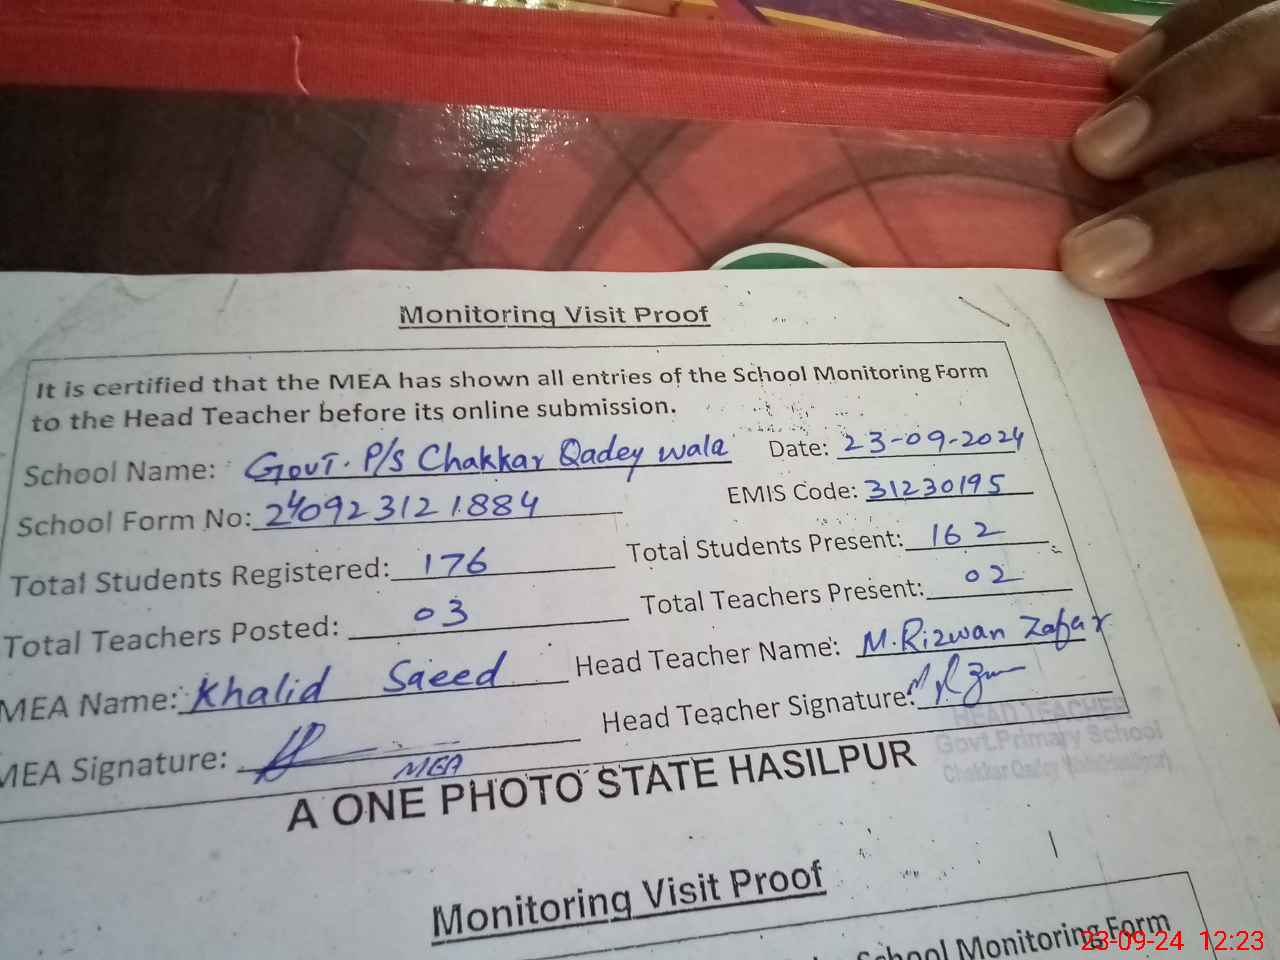 Monitoring Visit Proof
It is certified that the MEA has shown all entries of the School Monitoring Form
to the Head Teacher before its online submission.
School Name: Govt. P/S Chakkar Qadey wala Date: 23-09-2024
School Form No: 240923121884 EMIS Code: 31230195
Total Students Registered: 176 Total Students Present: 162
Total Teachers Posted: 03 Total Teachers Present: 02
MEA Name: Khalid Saeed Head Teacher Name: M. Rizwan Zafar
MEA Signature: Head Teacher Signature:
MEA
HEAD TEACHER
Govt. Primary School
Chakkar Qadey
A ONE PHOTO STATE HASILPUR
Monitoring Visit Proof
School Monitoring Form
23-09-24 12:23